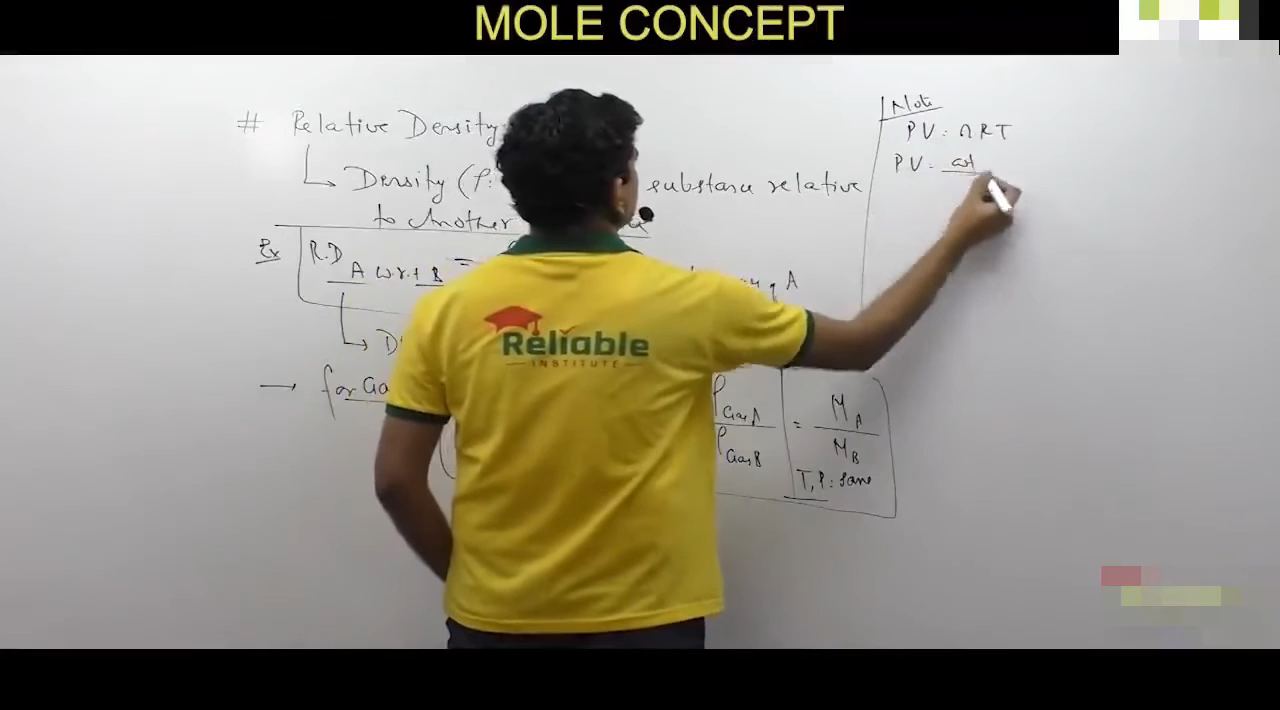 MOLE CONCEPT
# Relative Density
Density (ρ: substance relative
to Another
Ex R.D A w.r.t B =
A
for Gas
ρ Gas A
ρ Gas B
= M A
M B
T, P : Same
Reliable
INSTITUTE
Note
PV = nRT
PV = wt